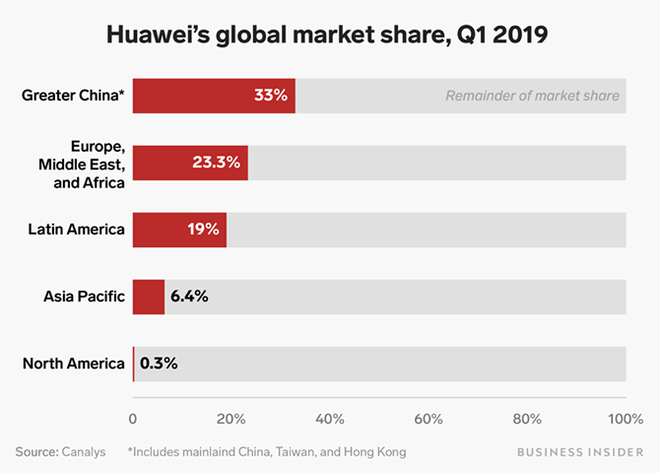 Huawei’s global market share, Q1 2019
Greater China*
33%
Remainder of market share
Europe,
Middle East,
and Africa
23.3%
Latin America
19%
Asia Pacific
6.4%
North America
0.3%
0 20% 40% 60% 80% 100%
Source: Canalys *Includes mainlaind China, Taiwan, and Hong Kong BUSINESS INSIDER